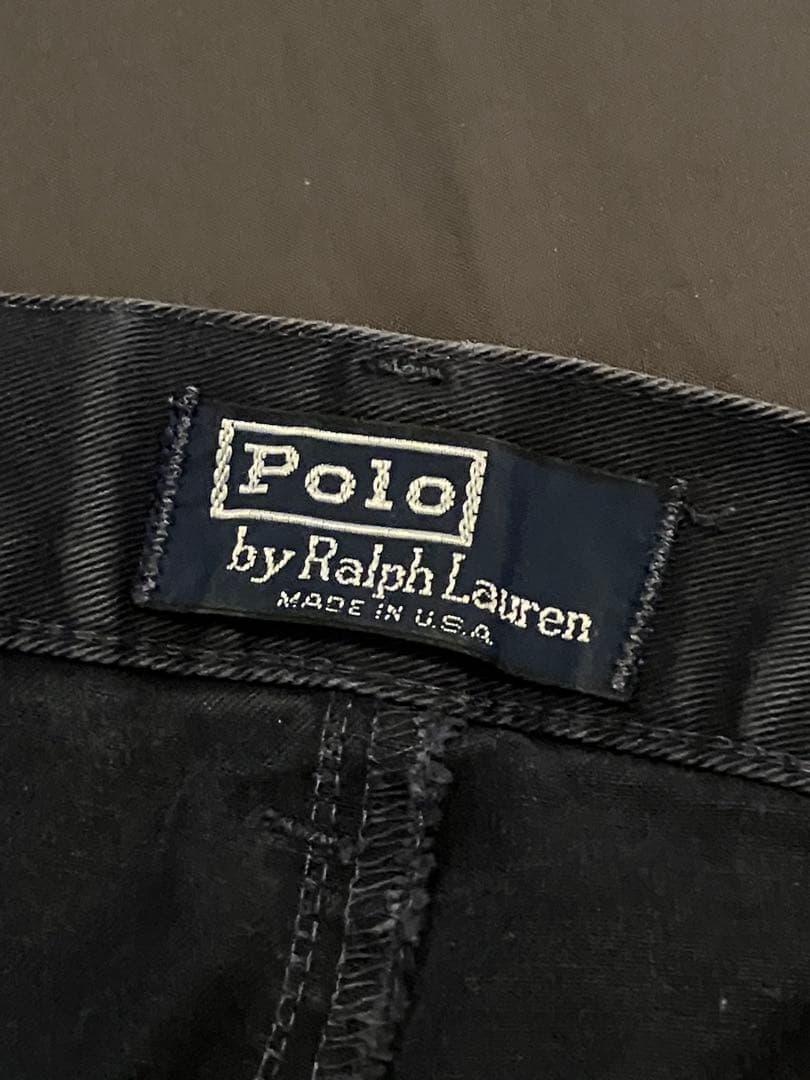 Polo
by Ralph Lauren
MADE IN U.S.A.